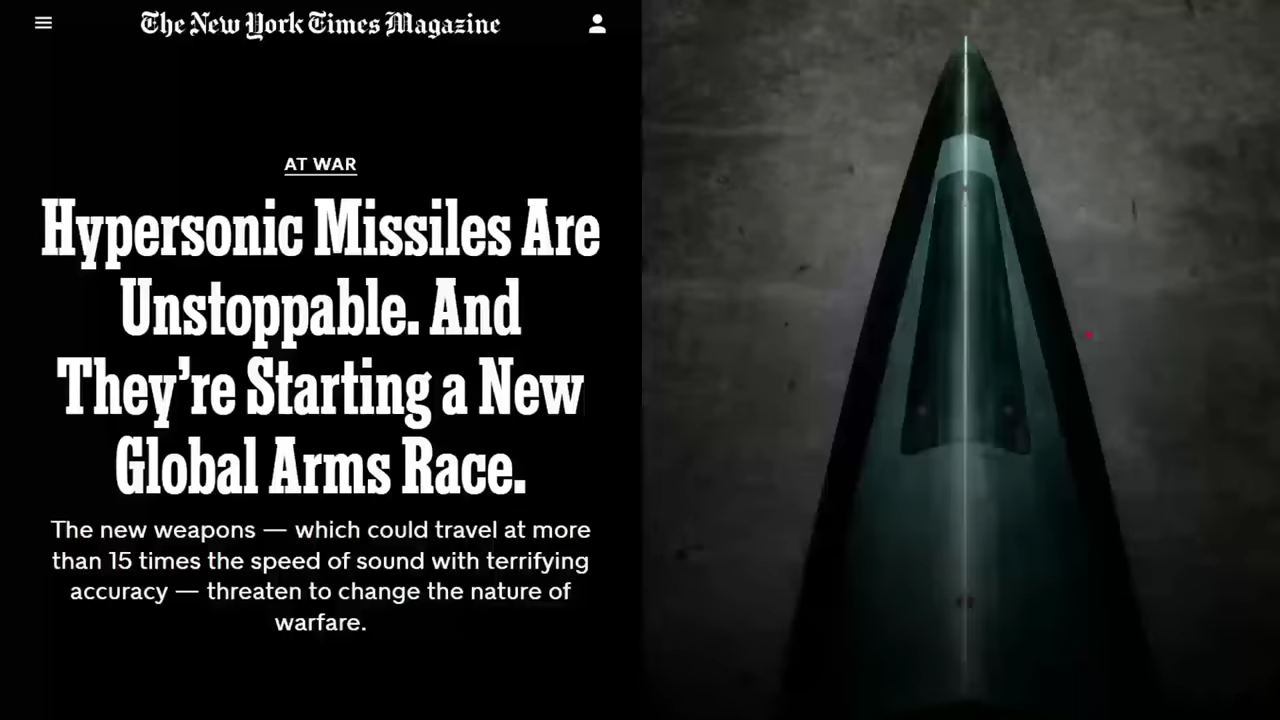 The New York Times Magazine
AT WAR
Hypersonic Missiles Are
Unstoppable. And
They’re Starting a New
Global Arms Race.
The new weapons — which could travel at more
than 15 times the speed of sound with terrifying
accuracy — threaten to change the nature of
warfare.